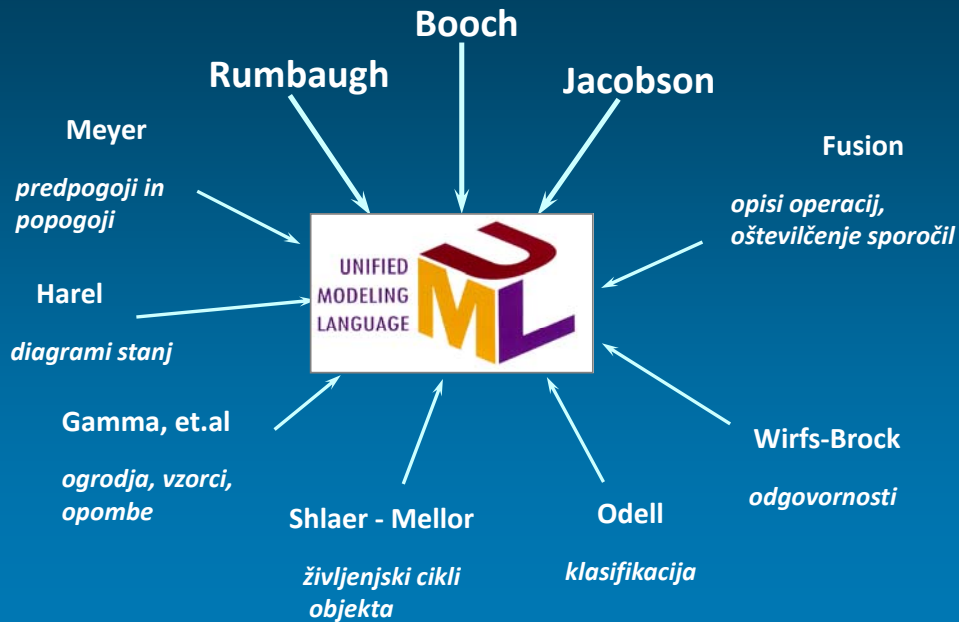 Booch
Rumbaugh
Jacobson
Meyer
predpogoji in
popogoji
Fusion
opisi operacij,
oštevilčenje sporočil
UNIFIED
MODELING
LANGUAGE
UML
Harel
diagrami stanj
Gamma, et.al
ogrodja, vzorci,
opombe
Shlaer - Mellor
življenjski cikli
objekta
Odell
klasifikacija
Wirfs-Brock
odgovornosti